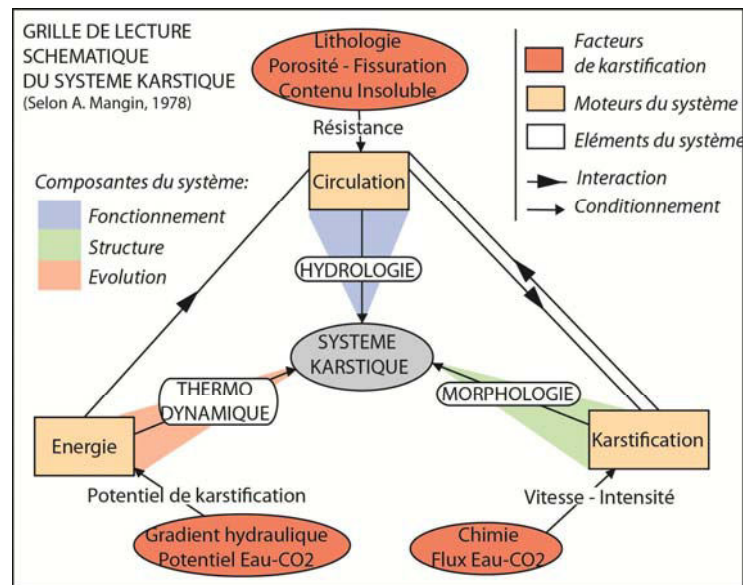 GRILLE DE LECTURE
SCHEMATIQUE
DU SYSTEME KARSTIQUE
(Selon A. Mangin, 1978)
Lithologie
Porosité - Fissuration
Contenu Insoluble
Facteurs
de karstification
Moteurs du système
Eléments du système
Interaction
Conditionnement
Résistance
Circulation
Composantes du système:
Fonctionnement
Structure
Evolution
HYDROLOGIE
SYSTEME
KARSTIQUE
THERMO
DYNAMIQUE
MORPHOLOGIE
Energie
Karstification
Potentiel de karstification
Vitesse - Intensité
Gradient hydraulique
Potentiel Eau-CO2
Chimie
Flux Eau-CO2